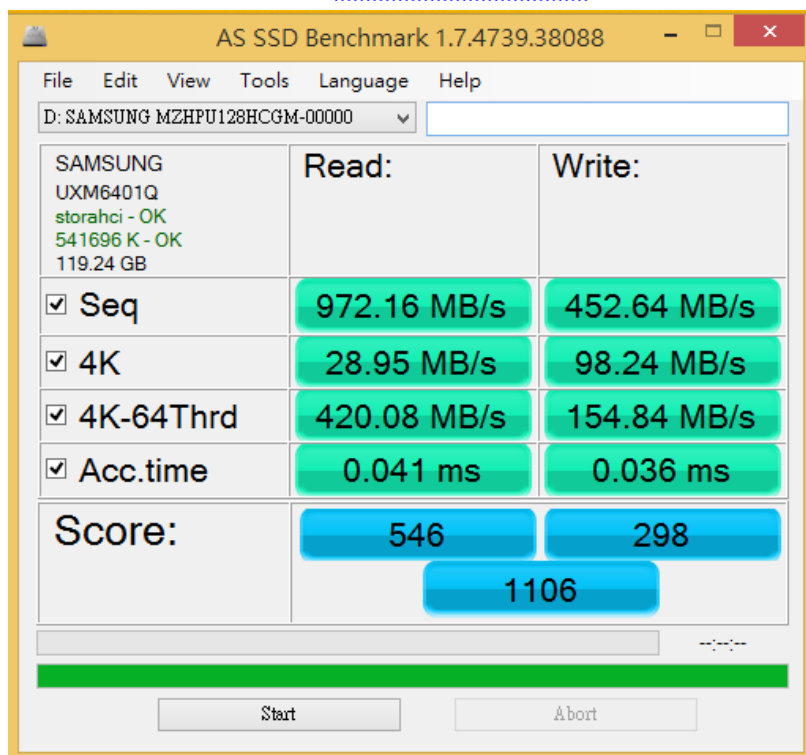 AS SSD Benchmark 1.7.4739.38088
File Edit View Tools Language Help
D: SAMSUNG MZHPU128HCGM-00000
SAMSUNG
UXM6401Q
storahci - OK
541696 K - OK
119.24 GB
Read: Write:
Seq 972.16 MB/s 452.64 MB/s
4K 28.95 MB/s 98.24 MB/s
4K-64Thrd 420.08 MB/s 154.84 MB/s
Acc.time 0.041 ms 0.036 ms
Score: 546 298
1106
--:--:--
Start Abort